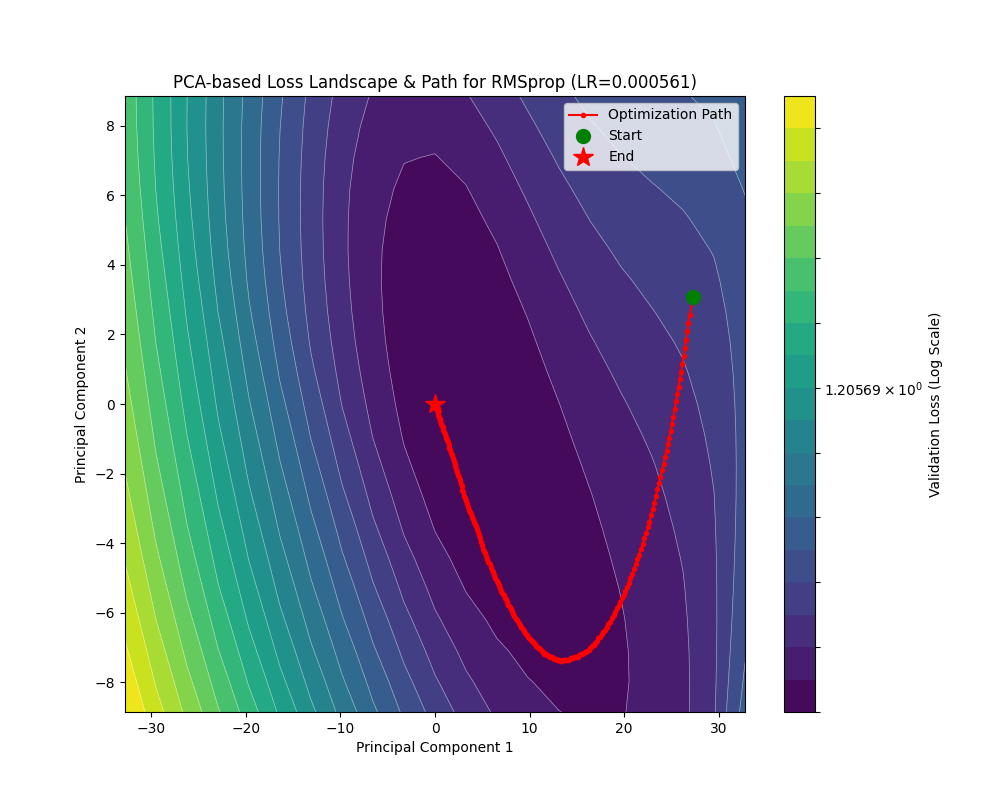 PCA-based Loss Landscape & Path for RMSprop (LR=0.000561)
Optimization Path
Start
End
8
6
4
2
0
−2
−4
−6
−8
Principal Component 2
−30
−20
−10
0
10
20
30
Principal Component 1
1.20569 × 10⁰
Validation Loss (Log Scale)